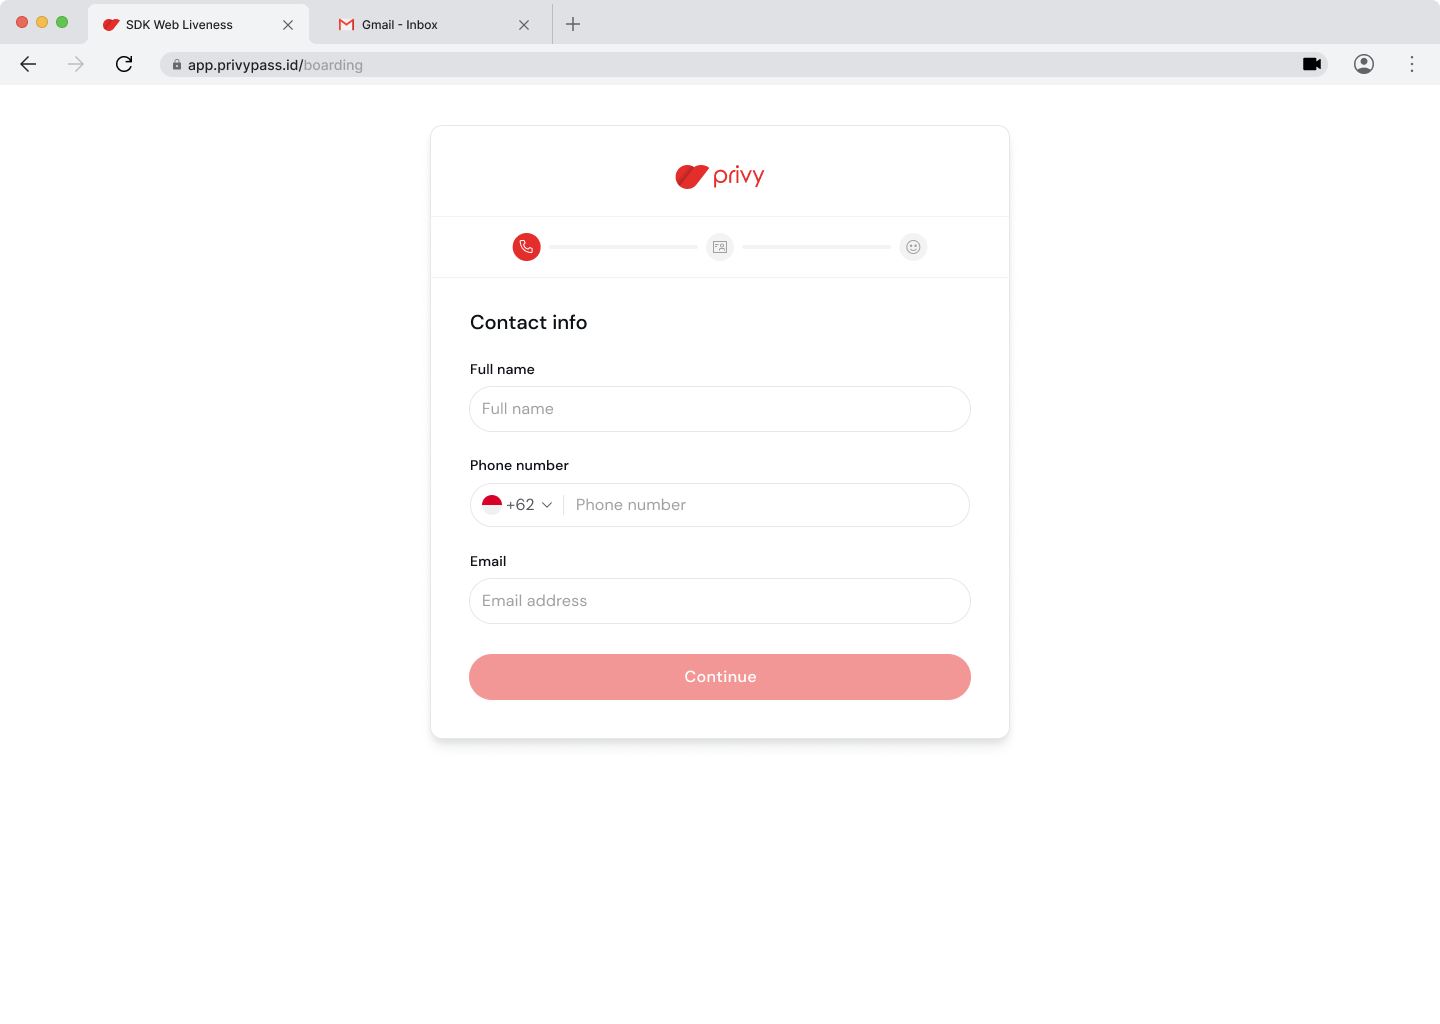 SDK Web Liveness
Gmail - Inbox
app.privypass.id/boarding
privy
Contact info
Full name
Full name
Phone number
+62 Phone number
Email
Email address
Continue